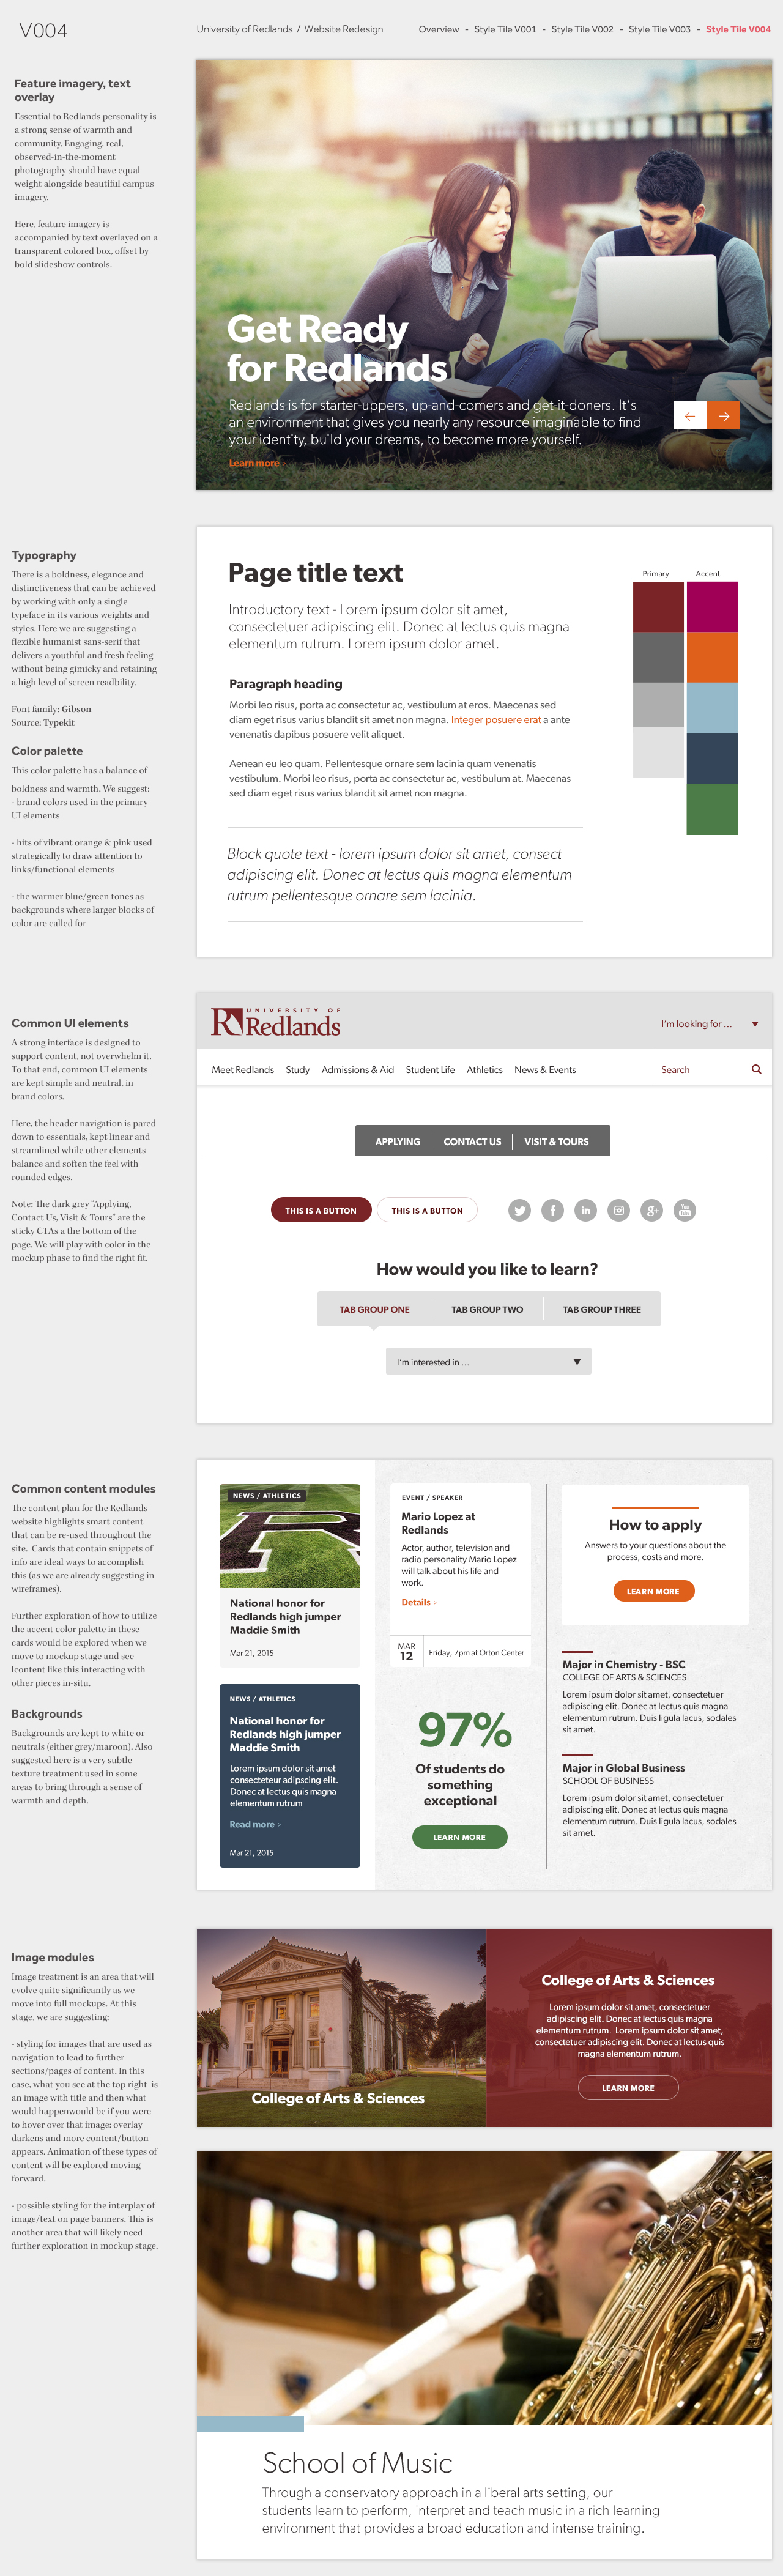 V004
University of Redlands / Website Redesign
Overview - Style Tile V001 - Style Tile V002 - Style Tile V003 - Style Tile V004
Feature imagery, text
overlay
Essential to Redlands personality is
a strong sense of warmth and
community. Engaging, real,
observed-in-the-moment
photography should have equal
weight alongside beautiful campus
imagery.
Here, feature imagery is
accompanied by text overlayed on a
transparent colored box, offset by
bold slideshow controls.
Get Ready
for Redlands
Redlands is for starter-uppers, up-and-comers and get-it-doners. It's
an environment that gives you nearly any resource imaginable to find
your identity, build your dreams, to become more yourself.
Learn more ›
Typography
There is a boldness, elegance and
distinctiveness that can be achieved
by working with only a single
typeface in its various weights and
styles. Here we are suggesting a
flexible humanist sans-serif that
delivers a youthful and fresh feeling
without being gimicky and retaining
a high level of screen readbility.
Font family: Gibson
Source: Typekit
Color palette
This color palette has a balance of
boldness and warmth. We suggest:
- brand colors used in the primary
UI elements
- hits of vibrant orange & pink used
strategically to draw attention to
links/functional elements
- the warmer blue/green tones as
backgrounds where larger blocks of
color are called for
Page title text
Introductory text - Lorem ipsum dolor sit amet,
consectetuer adipiscing elit. Donec at lectus quis magna
elementum rutrum. Lorem ipsum dolor amet.
Paragraph heading
Morbi leo risus, porta ac consectetur ac, vestibulum at eros. Maecenas sed
diam eget risus varius blandit sit amet non magna. Integer posuere erat a ante
venenatis dapibus posuere velit aliquet.
Aenean eu leo quam. Pellentesque ornare sem lacinia quam venenatis
vestibulum. Morbi leo risus, porta ac consectetur ac, vestibulum at. Maecenas
sed diam eget risus varius blandit sit amet non magna.
Block quote text - lorem ipsum dolor sit amet, consect
adipiscing elit. Donec at lectus quis magna elementum
rutrum pellentesque ornare sem lacinia.
Primary
Accent
Common UI elements
A strong interface is designed to
support content, not overwhelm it.
To that end, common UI elements
are kept simple and neutral, in
brand colors.
Here, the header navigation is pared
down to essentials, kept linear and
streamlined while other elements
balance and soften the feel with
rounded edges.
Note: The dark grey "Applying,
Contact Us, Visit & Tours" are the
sticky CTAs a the bottom of the
page. We will play with color in the
mockup phase to find the right fit.
UNIVERSITY OF
Redlands
I'm looking for ...
Meet Redlands Study Admissions & Aid Student Life Athletics News & Events
Search
APPLYING CONTACT US VISIT & TOURS
THIS IS A BUTTON THIS IS A BUTTON
How would you like to learn?
TAB GROUP ONE TAB GROUP TWO TAB GROUP THREE
I'm interested in ...
Common content modules
The content plan for the Redlands
website highlights smart content
that can be re-used throughout the
site. Cards that contain snippets of
info are ideal ways to accomplish
this (as we are already suggesting in
wireframes).
Further exploration of how to utilize
the accent color palette in these
cards would be explored when we
move to mockup stage and see
lcontent like this interacting with
other pieces in-situ.
Backgrounds
Backgrounds are kept to white or
neutrals (either grey/maroon). Also
suggested here is a very subtle
texture treatment used in some
areas to bring through a sense of
warmth and depth.
NEWS / ATHLETICS
National honor for
Redlands high jumper
Maddie Smith
Mar 21, 2015
NEWS / ATHLETICS
National honor for
Redlands high jumper
Maddie Smith
Lorem ipsum dolor sit amet
consecteteur adipscing elit.
Donec at lectus quis magna
elementum rutrum
Read more ›
Mar 21, 2015
EVENT / SPEAKER
Mario Lopez at
Redlands
Actor, author, television and
radio personality Mario Lopez
will talk about his life and
work.
Details ›
MAR
12
Friday, 7pm at Orton Center
97%
Of students do
something
exceptional
LEARN MORE
How to apply
Answers to your questions about the
process, costs and more.
LEARN MORE
Major in Chemistry - BSC
COLLEGE OF ARTS & SCIENCES
Lorem ipsum dolor sit amet, consectetuer
adipiscing elit. Donec at lectus quis magna
elementum rutrum. Duis ligula lacus, sodales
sit amet.
Major in Global Business
SCHOOL OF BUSINESS
Lorem ipsum dolor sit amet, consectetuer
adipiscing elit. Donec at lectus quis magna
elementum rutrum. Duis ligula lacus, sodales
sit amet.
Image modules
Image treatment is an area that will
evolve quite significantly as we
move into full mockups. At this
stage, we are suggesting:
- styling for images that are used as
navigation to lead to further
sections/pages of content. In this
case, what you see at the top right is
an image with title and then what
would happenwould be if you were
to hover over that image: overlay
darkens and more content/button
appears. Animation of these types of
content will be explored moving
forward.
- possible styling for the interplay of
image/text on page banners. This is
another area that will likely need
further exploration in mockup stage.
College of Arts & Sciences
College of Arts & Sciences
Lorem ipsum dolor sit amet, consectetuer
adipiscing elit. Donec at lectus quis magna
elementum rutrum. Lorem ipsum dolor sit amet,
consectetuer adipiscing elit. Donec at lectus quis
magna elementum rutrum.
LEARN MORE
School of Music
Through a conservatory approach in a liberal arts setting, our
students learn to perform, interpret and teach music in a rich learning
environment that provides a broad education and intense training.